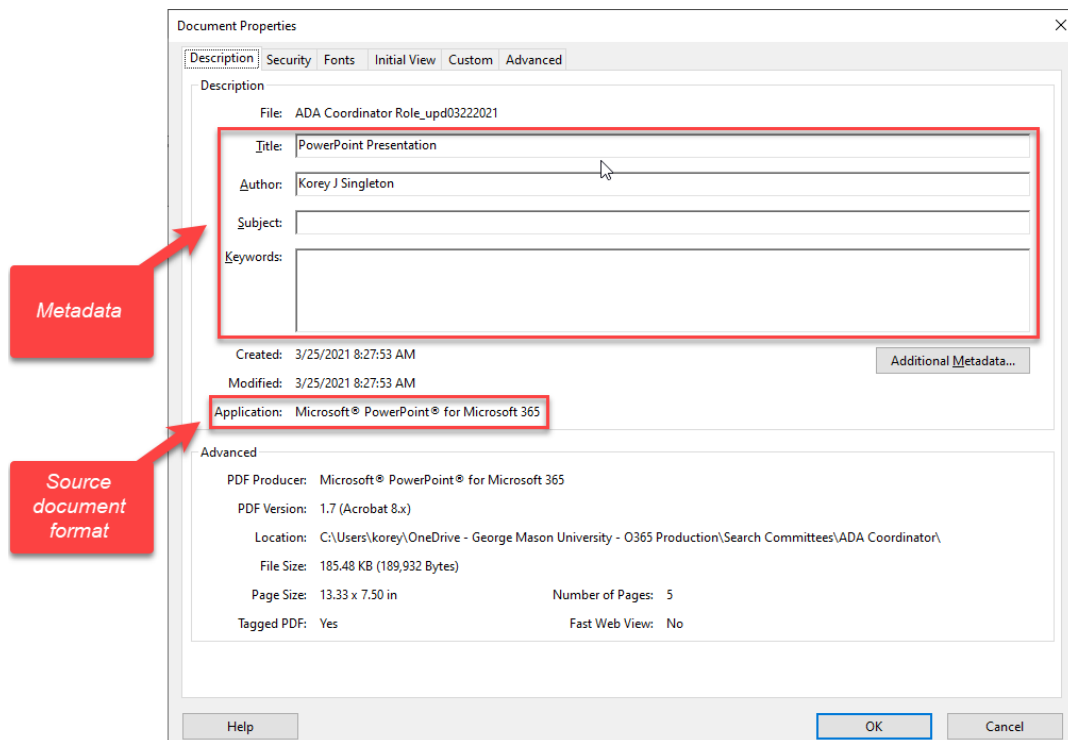 Document Properties
Description Security Fonts Initial View Custom Advanced
Description
File: ADA Coordinator Role_upd03222021
Title: PowerPoint Presentation
Author: Korey J Singleton
Subject:
Keywords:
Metadata
Created: 3/25/2021 8:27:53 AM
Additional Metadata...
Modified: 3/25/2021 8:27:53 AM
Application: Microsoft® PowerPoint® for Microsoft 365
Source
document
format
Advanced
PDF Producer: Microsoft® PowerPoint® for Microsoft 365
PDF Version: 1.7 (Acrobat 8.x)
Location: C:\Users\korey\OneDrive - George Mason University - O365 Production\Search Committees\ADA Coordinator\
File Size: 185.48 KB (189,932 Bytes)
Page Size: 13.33 x 7.50 in Number of Pages: 5
Tagged PDF: Yes Fast Web View: No
Help OK Cancel